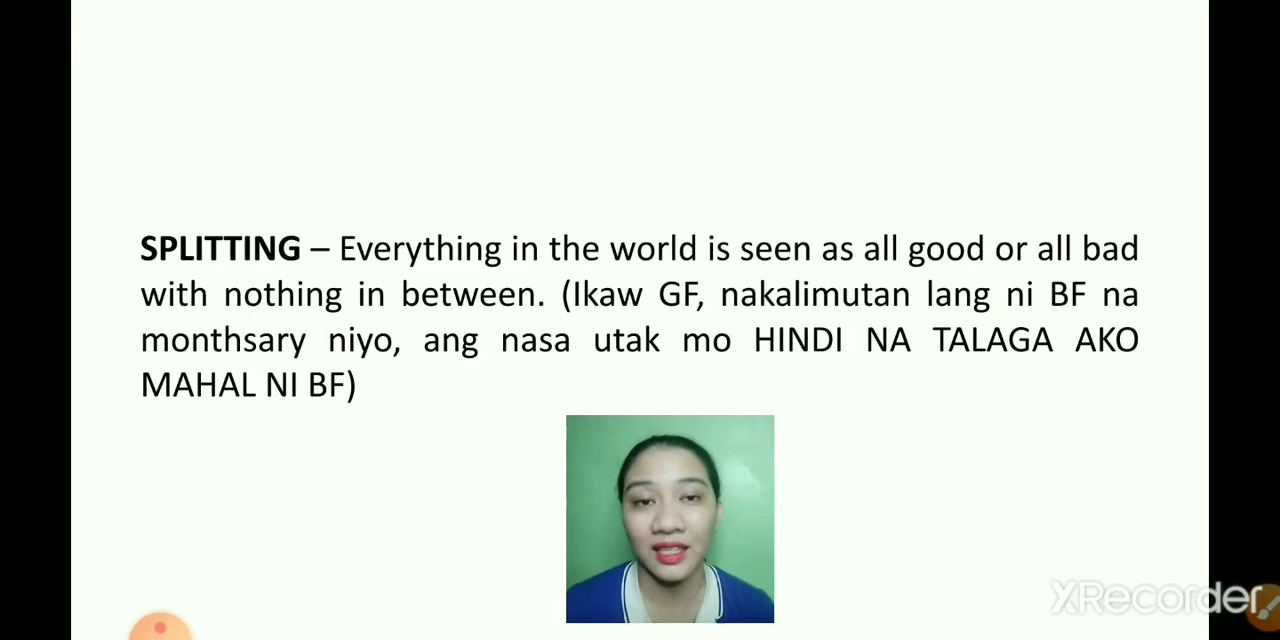 SPLITTING – Everything in the world is seen as all good or all bad
with nothing in between. (Ikaw GF, nakalimutan lang ni BF na
monthsary niyo, ang nasa utak mo HINDI NA TALAGA AKO
MAHAL NI BF)
XRecorder